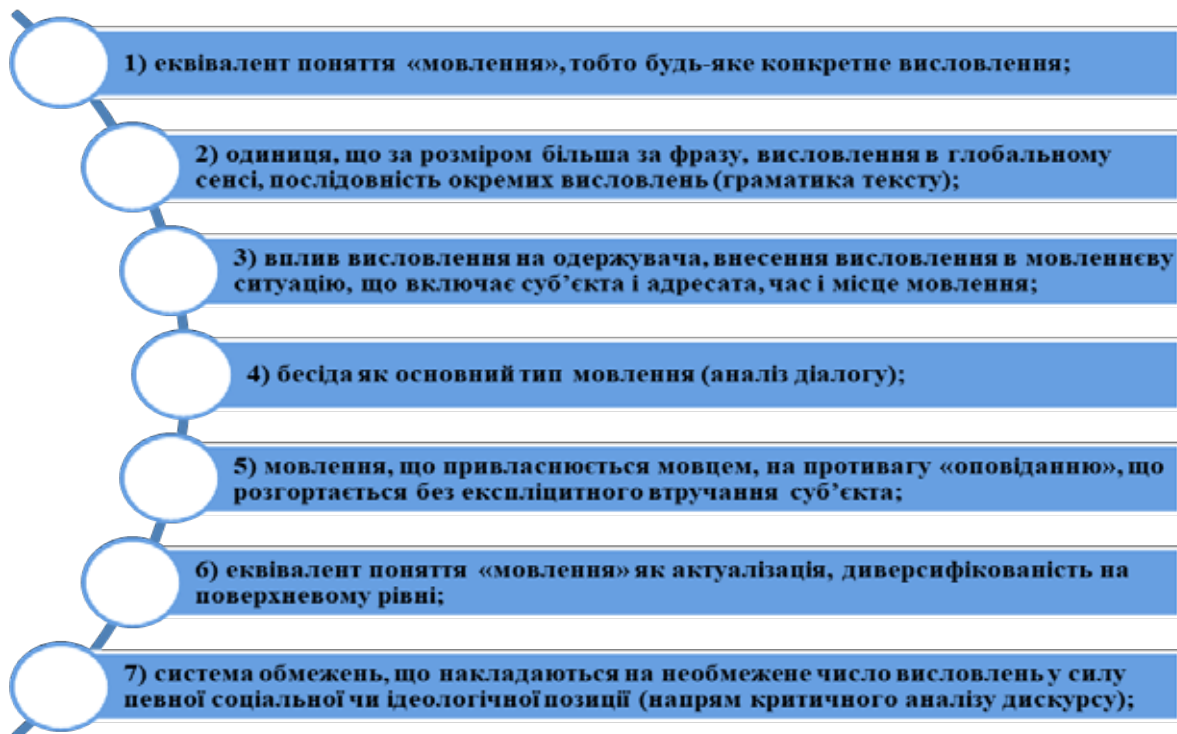 1) еквівалент поняття «мовлення», тобто будь-яке конкретне висловлення;
2) одиниця, що за розміром більша за фразу, висловлення в глобальному
сенсі, послідовність окремих висловлень (граматика тексту);
3) вплив висловлення на одержувача, внесення висловлення в мовленнєву
ситуацію, що включає суб’єкта і адресата, час і місце мовлення;
4) бесіда як основний тип мовлення (аналіз діалогу);
5) мовлення, що привласнюється мовцем, на противагу «оповіданню», що
розгортається без експліцитного втручання суб’єкта;
6) еквівалент поняття «мовлення» як актуалізація, диверсифікованість на
поверхневому рівні;
7) система обмежень, що накладаються на необмежене число висловлень у силу
певної соціальної чи ідеологічної позиції (напрям критичного аналізу дискурсу);